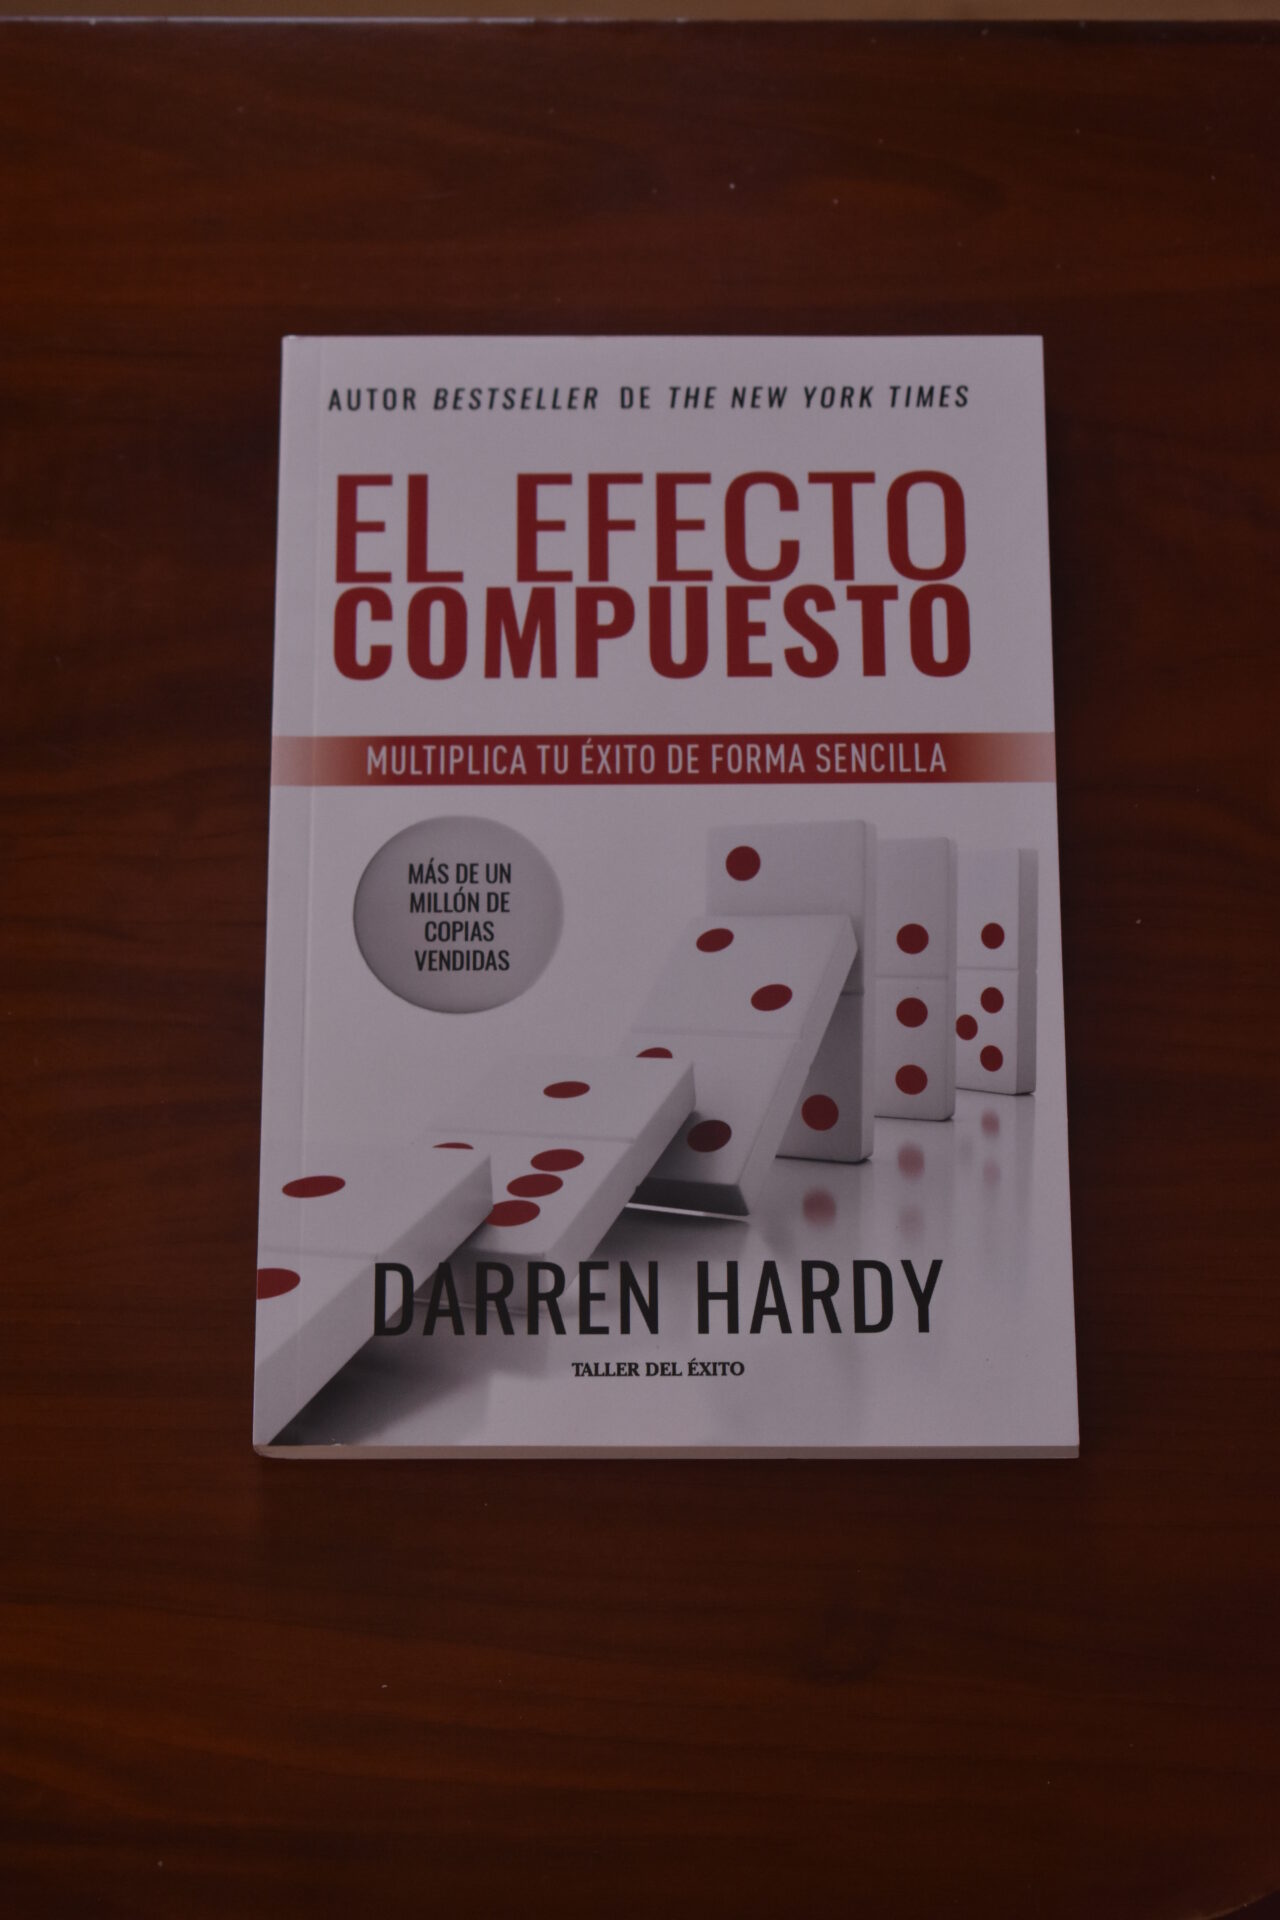 AUTOR BESTSELLER DE THE NEW YORK TIMES
EL EFECTO
COMPUESTO
MULTIPLICA TU ÉXITO DE FORMA SENCILLA
MÁS DE UN
MILLÓN DE
COPIAS
VENDIDAS
DARREN HARDY
TALLER DEL ÉXITO